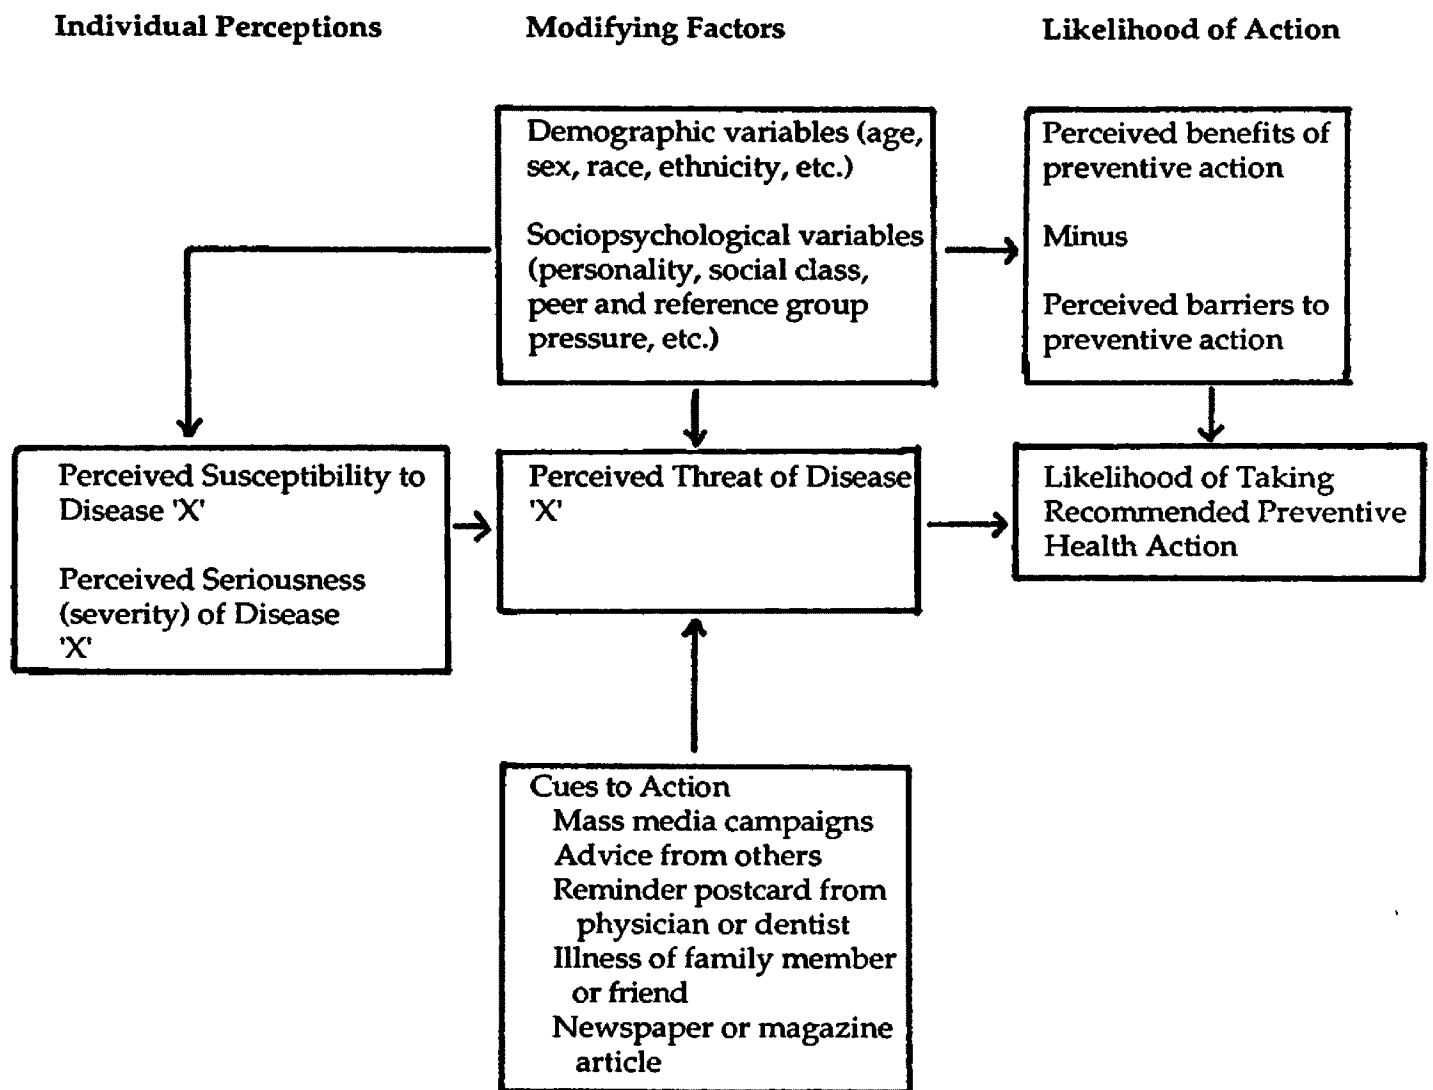 Individual Perceptions
Modifying Factors
Likelihood of Action
Demographic variables (age,
sex, race, ethnicity, etc.)
Sociopsychological variables
(personality, social class,
peer and reference group
pressure, etc.)
Perceived benefits of
preventive action
Minus
Perceived barriers to
preventive action
Perceived Susceptibility to
Disease 'X'
Perceived Seriousness
(severity) of Disease
'X'
Perceived Threat of Disease
'X'
Likelihood of Taking
Recommended Preventive
Health Action
Cues to Action
Mass media campaigns
Advice from others
Reminder postcard from
physician or dentist
Illness of family member
or friend
Newspaper or magazine
article